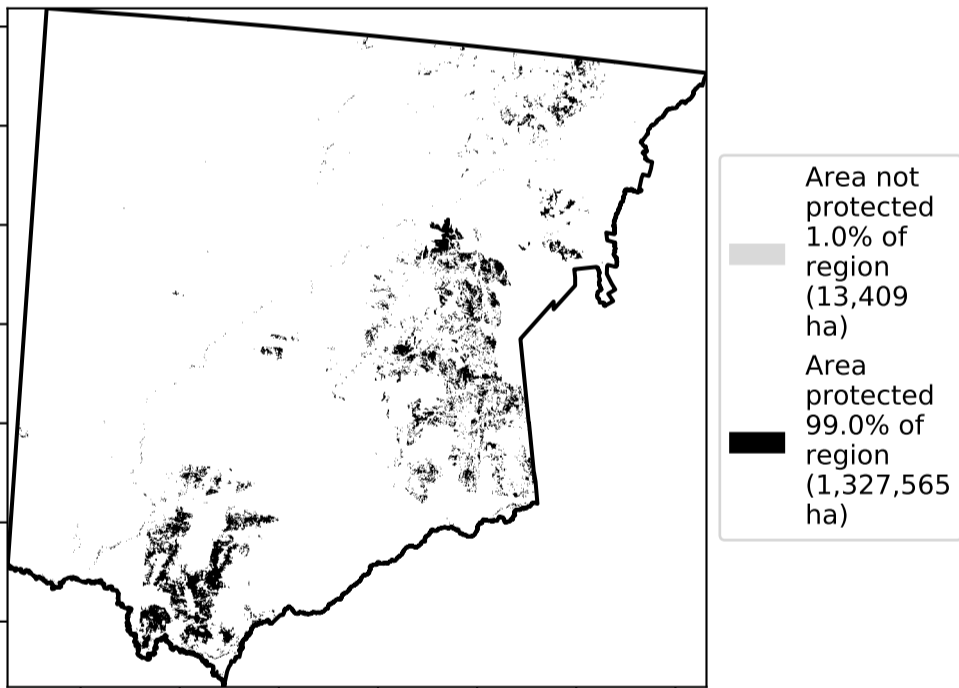 Area not
protected
1.0% of
region
(13,409
ha)
Area
protected
99.0% of
region
(1,327,565
ha)